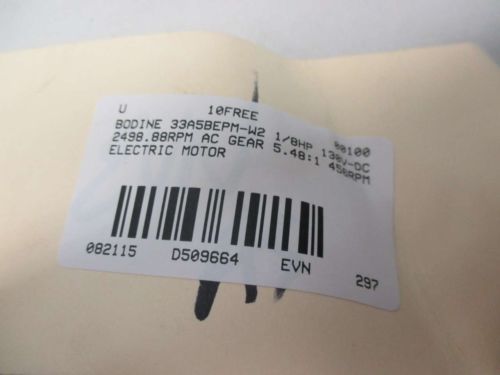 U 10FREE 00100
BODINE 33A5BEPM-W2 1/8HP 130V-DC
2498.88RPM AC GEAR 5.48:1 456RPM
ELECTRIC MOTOR
082115 D509664 EVN 297